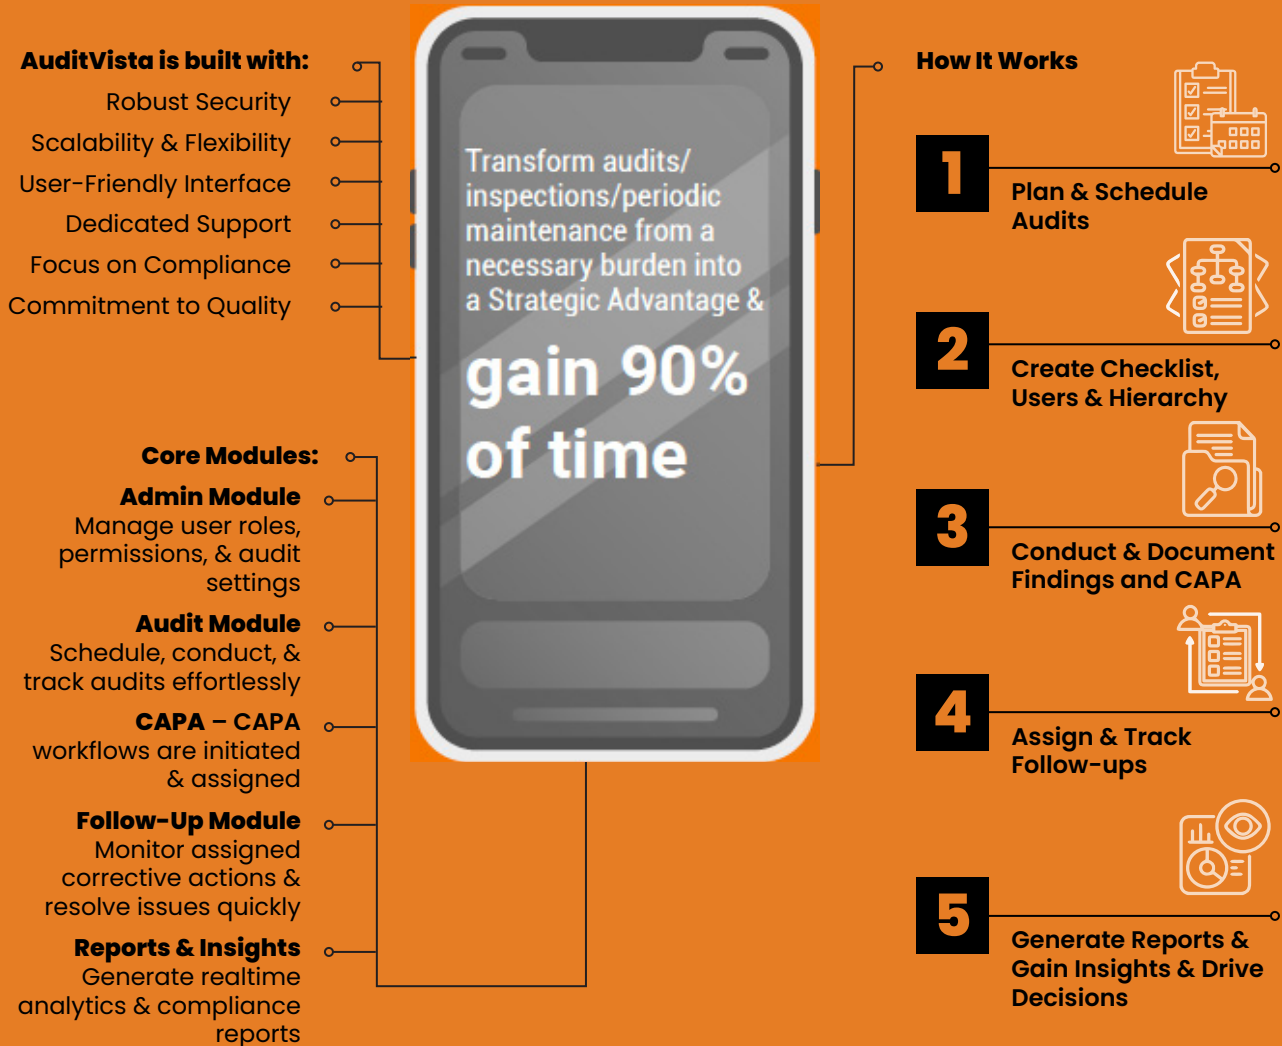 AuditVista is built with:
Robust Security
Scalability & Flexibility
User-Friendly Interface
Dedicated Support
Focus on Compliance
Commitment to Quality
Core Modules:
Admin Module
Manage user roles,
permissions, & audit
settings
Audit Module
Schedule, conduct, &
track audits effortlessly
CAPA – CAPA
workflows are initiated
& assigned
Follow-Up Module
Monitor assigned
corrective actions &
resolve issues quickly
Reports & Insights
Generate realtime
analytics & compliance
reports
Transform audits/
inspections/periodic
maintenance from a
necessary burden into
a Strategic Advantage &
gain 90%
of time
How It Works
1
Plan & Schedule
Audits
2
Create Checklist,
Users & Hierarchy
3
Conduct & Document
Findings and CAPA
4
Assign & Track
Follow-ups
5
Generate Reports &
Gain Insights & Drive
Decisions